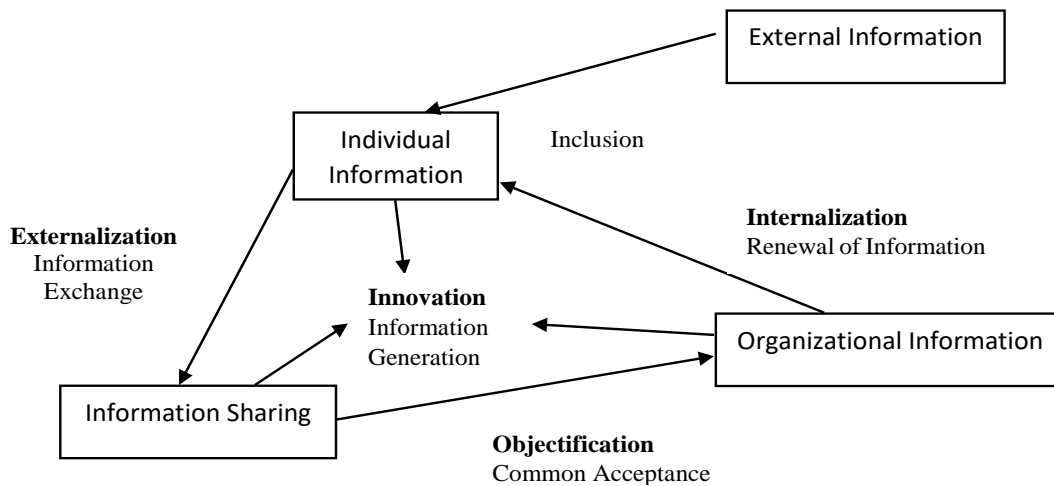 External Information
Individual
Information
Inclusion
Internalization
Renewal of Information
Externalization
Information
Exchange
Innovation
Information
Generation
Organizational Information
Information Sharing
Objectification
Common Acceptance